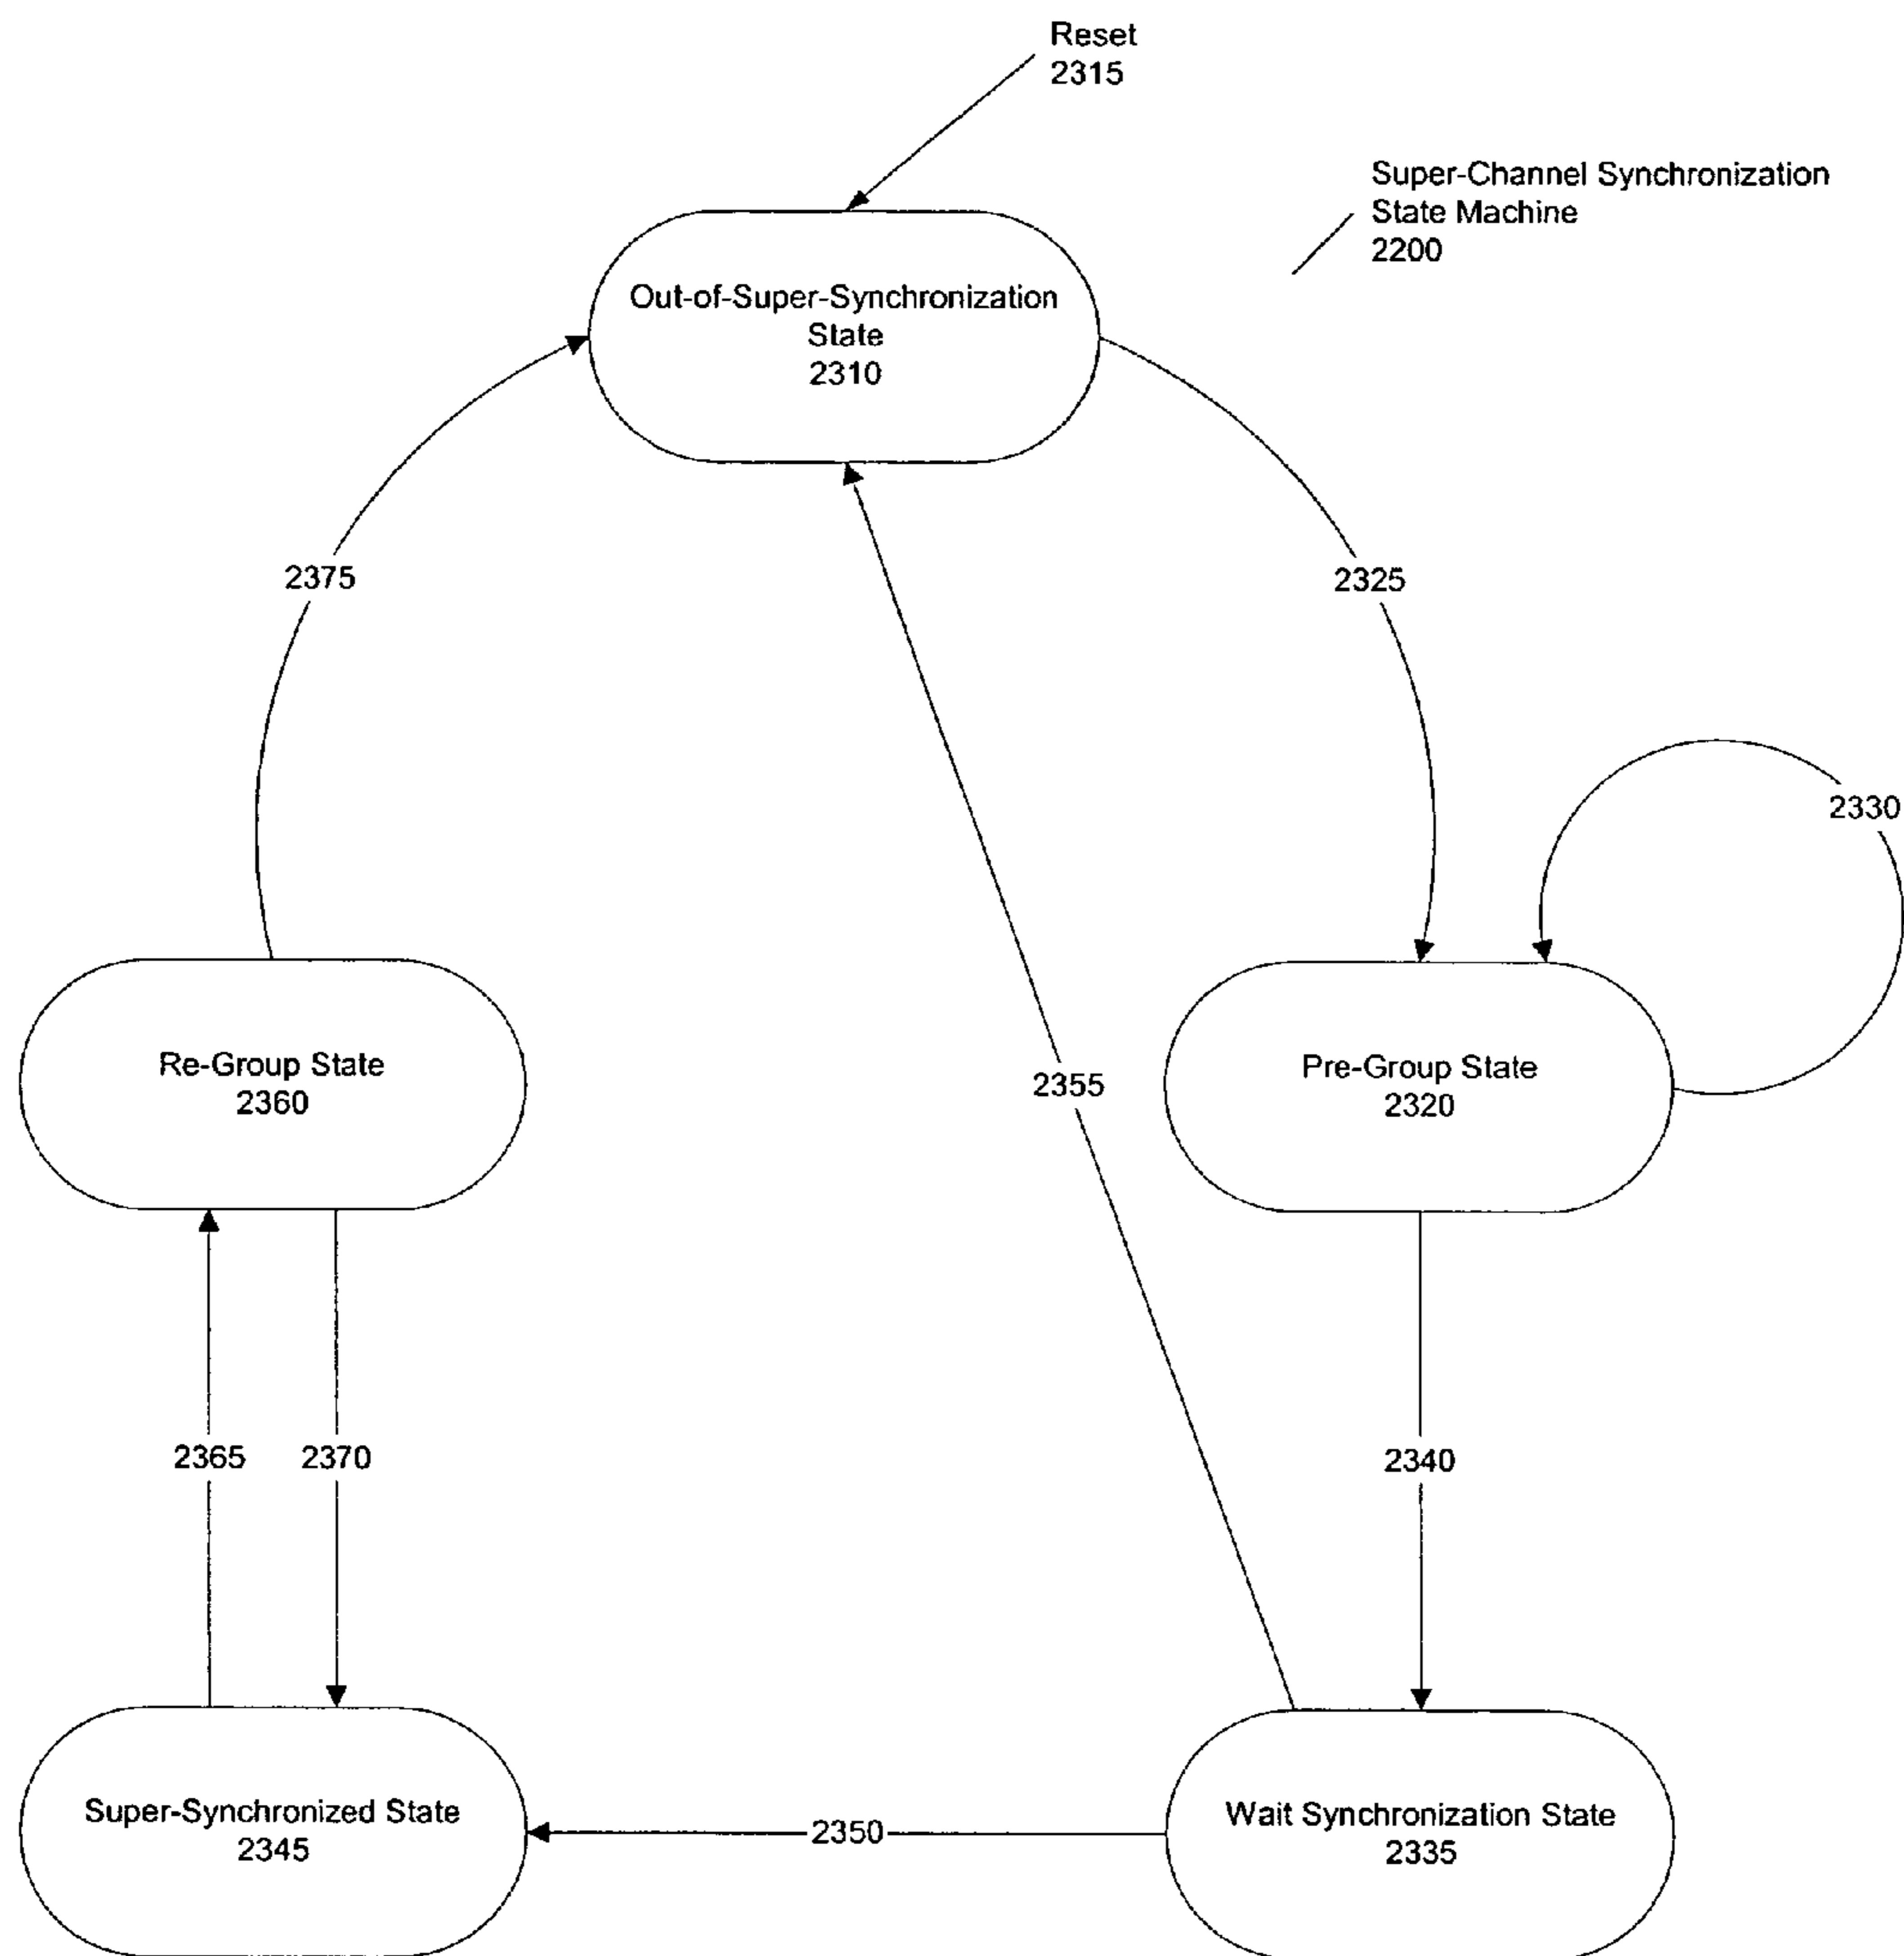 Reset
2315
Super-Channel Synchronization
State Machine
2200
Out-of-Super-Synchronization
State
2310
2375
2325
2330
Re-Group State
2360
2355
Pre-Group State
2320
2365
2370
2340
Super-Synchronized State
2345
2350
Wait Synchronization State
2335